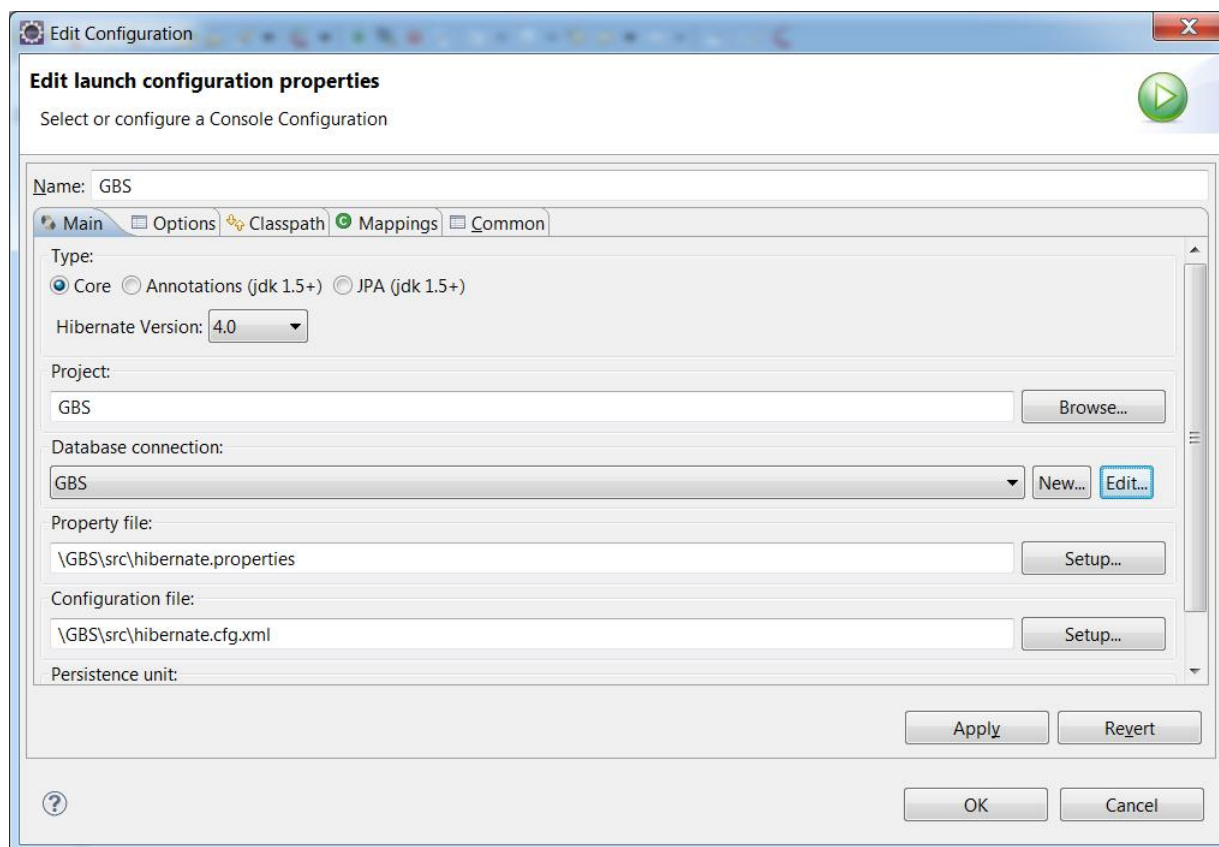 Edit Configuration
X
Edit launch configuration properties
Select or configure a Console Configuration
Name: GBS
Main Options Classpath Mappings Common
Type:
Core Annotations (jdk 1.5+) JPA (jdk 1.5+)
Hibernate Version: 4.0
Project:
GBS Browse...
Database connection:
GBS New... Edit...
Property file:
\GBS\src\hibernate.properties Setup...
Configuration file:
\GBS\src\hibernate.cfg.xml Setup...
Persistence unit:
Apply Revert
? OK Cancel